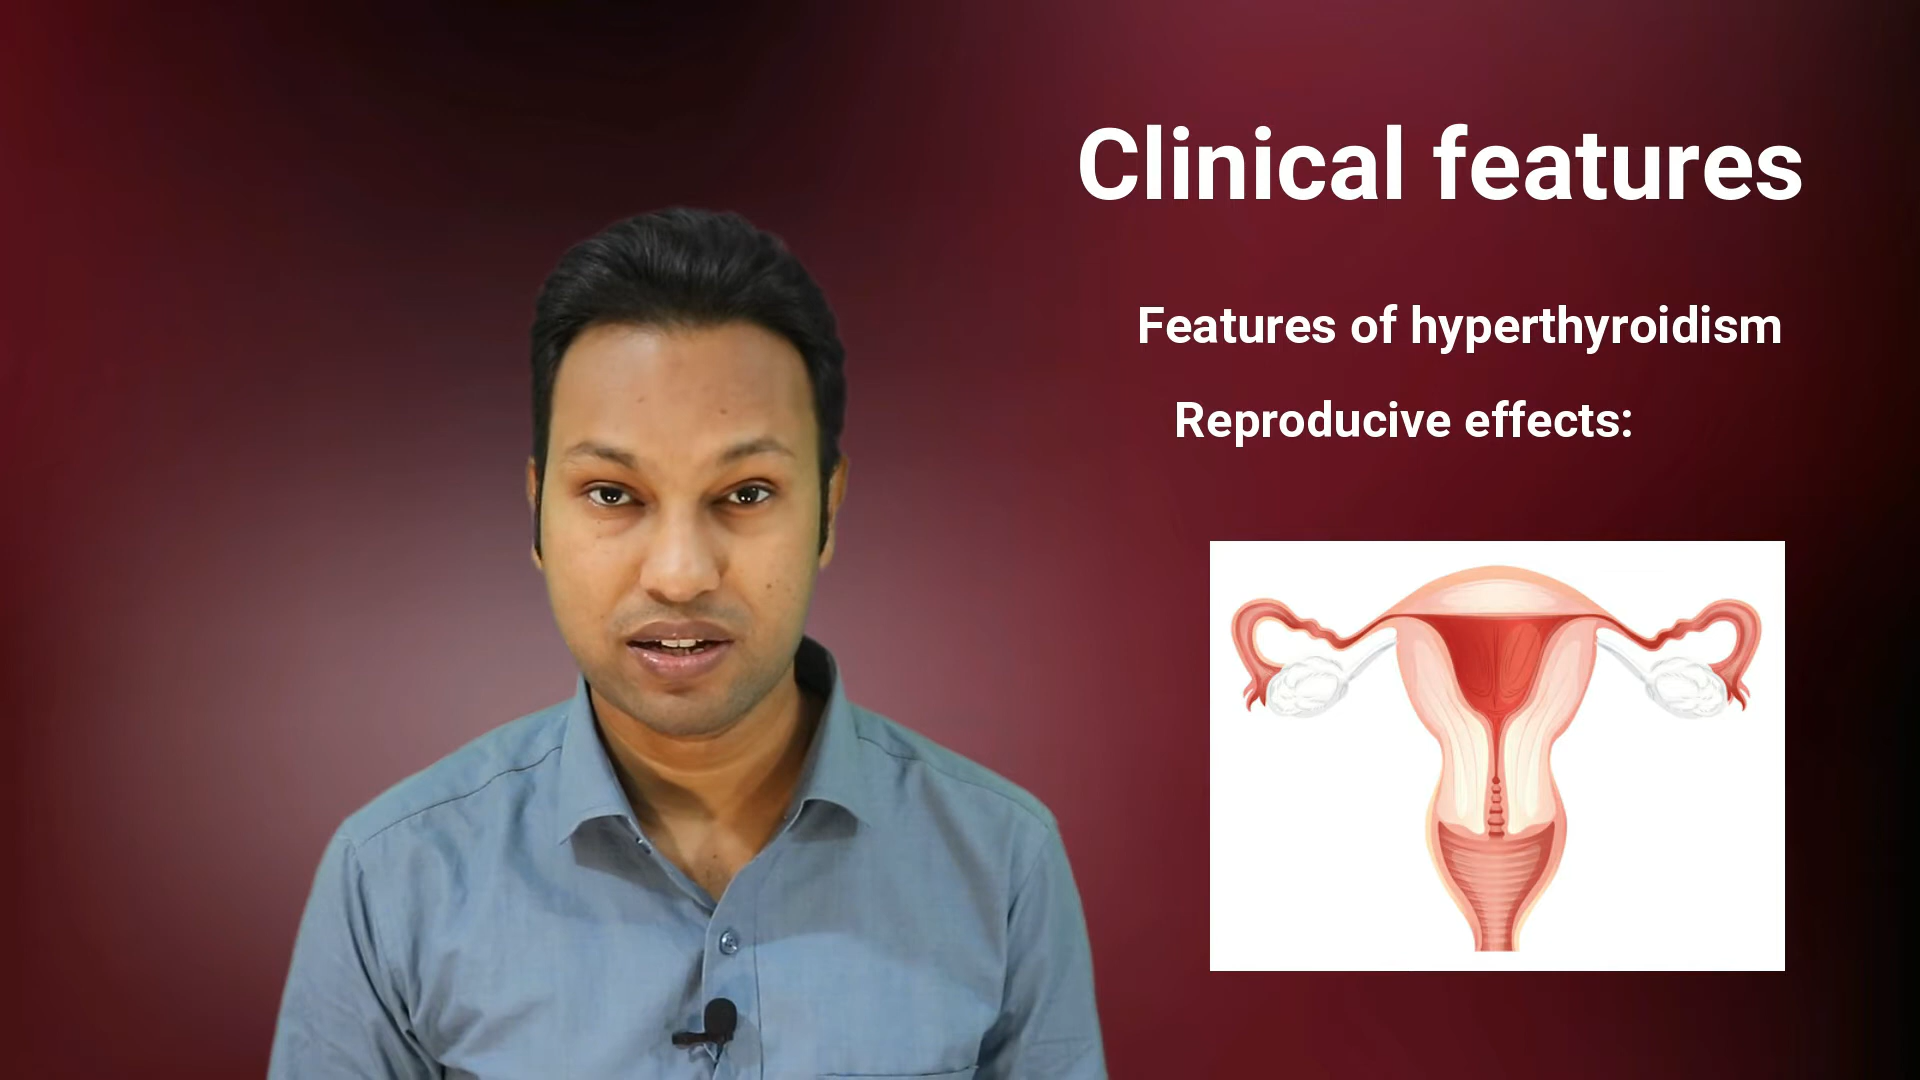 Clinical features
Features of hyperthyroidism
Reproducive effects: